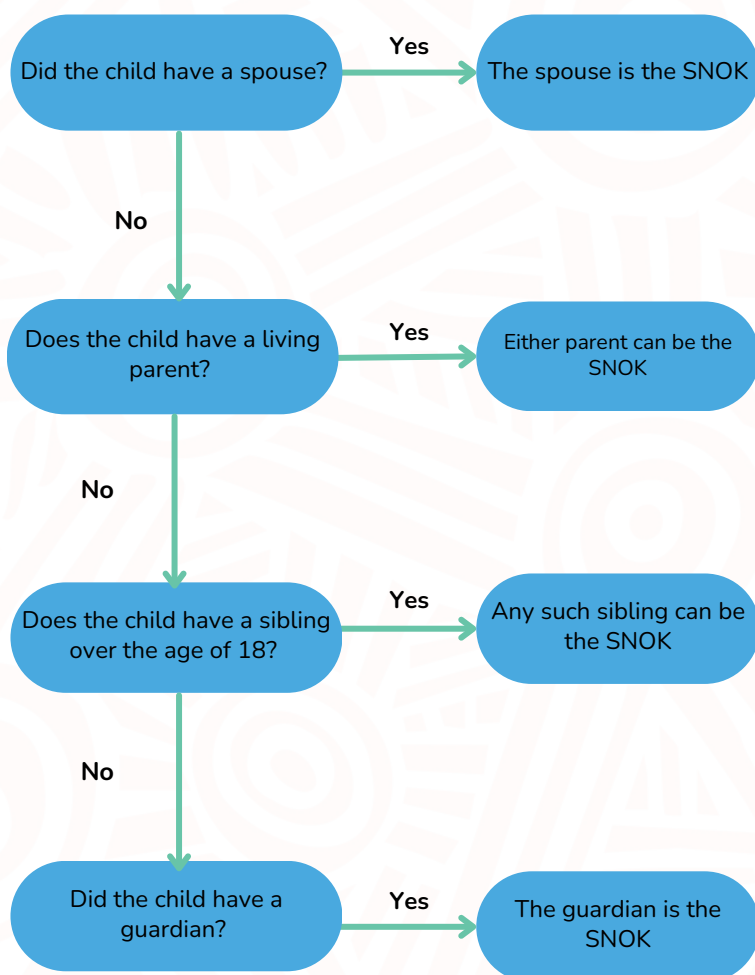 Did the child have a spouse?
Yes
The spouse is the SNOK
No
Does the child have a living
parent?
Yes
Either parent can be the
SNOK
No
Does the child have a sibling
over the age of 18?
Yes
Any such sibling can be
the SNOK
No
Did the child have a
guardian?
Yes
The guardian is the
SNOK